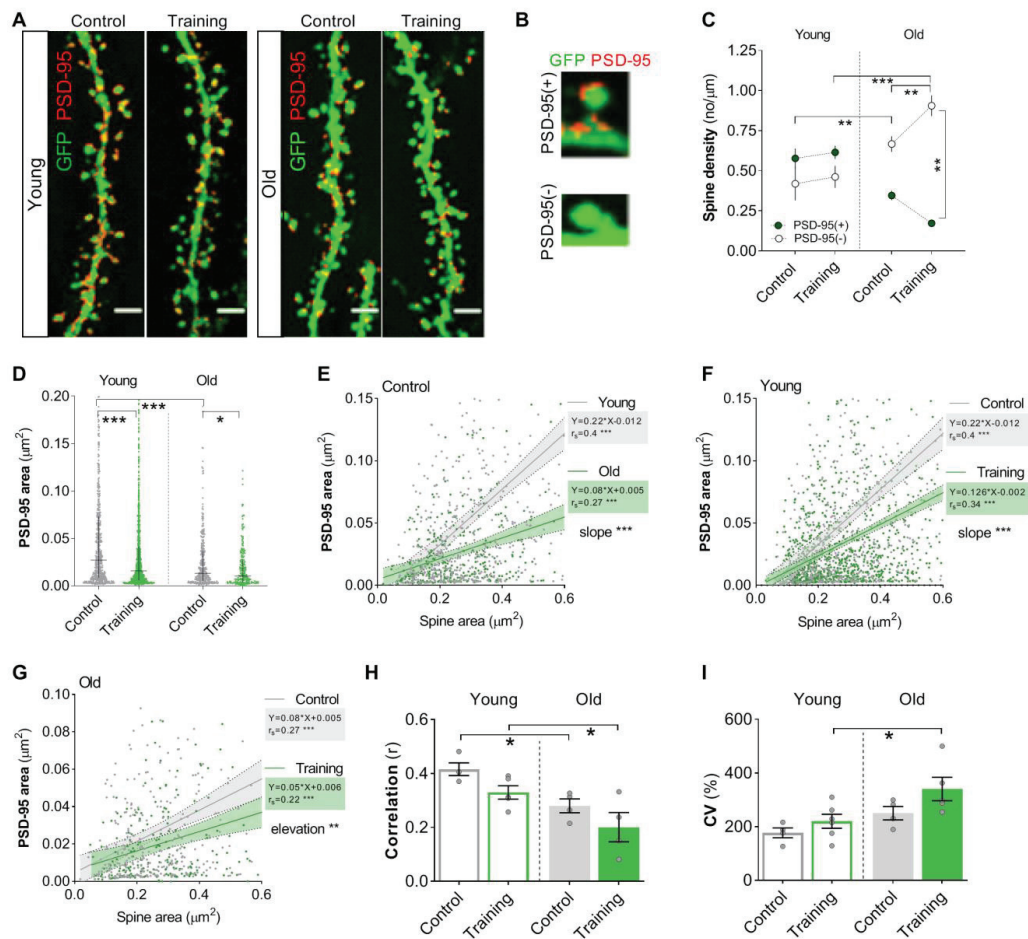 A
Control
Training
Control
Training
Young
GFP PSD-95
Old
GFP PSD-95
B
GFP PSD-95
PSD-95(+)
PSD-95(-)
C
Young
Old
Spine density (no/μm)
1.25
1.00
0.75
0.50
0.25
0.00
***
**
**
**
PSD-95(+)
PSD-95(-)
Control
Training
Control
Training
D
Young
Old
PSD-95 area (μm²)
0.20
0.15
0.10
0.05
0.00
***
***
*
Control
Training
Control
Training
E
Control
PSD-95 area (μm²)
0.15
0.10
0.05
0.00
0.0
0.2
0.4
0.6
Spine area (μm²)
Young
Y=0.22*X-0.012
rs=0.4 ***
Old
Y=0.08*X+0.005
rs=0.27 ***
slope ***
F
Young
PSD-95 area (μm²)
0.15
0.10
0.05
0.00
0.0
0.2
0.4
0.6
Spine area (μm²)
Control
Y=0.22*X-0.012
rs=0.4 ***
Training
Y=0.126*X-0.002
rs=0.34 ***
slope ***
G
Old
PSD-95 area (μm²)
0.10
0.08
0.06
0.04
0.02
0.00
0.0
0.2
0.4
0.6
Spine area (μm²)
Control
Y=0.08*X+0.005
rs=0.27 ***
Training
Y=0.05*X+0.006
rs=0.22 ***
elevation **
H
Young
Old
Correlation (r)
0.6
0.4
0.2
0.0
*
*
Control
Training
Control
Training
I
Young
Old
CV (%)
600
400
200
0
*
Control
Training
Control
Training